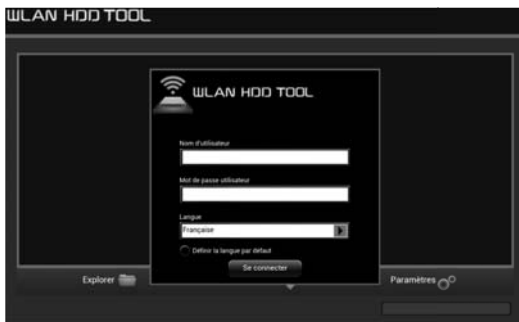 WLAN HDD TOOL
WLAN HDD TOOL
Nom d'utilisateur
Mot de passe utilisateur
Langue
Française
Définir la langue par défaut
Se connecter
Explorer
Paramètres